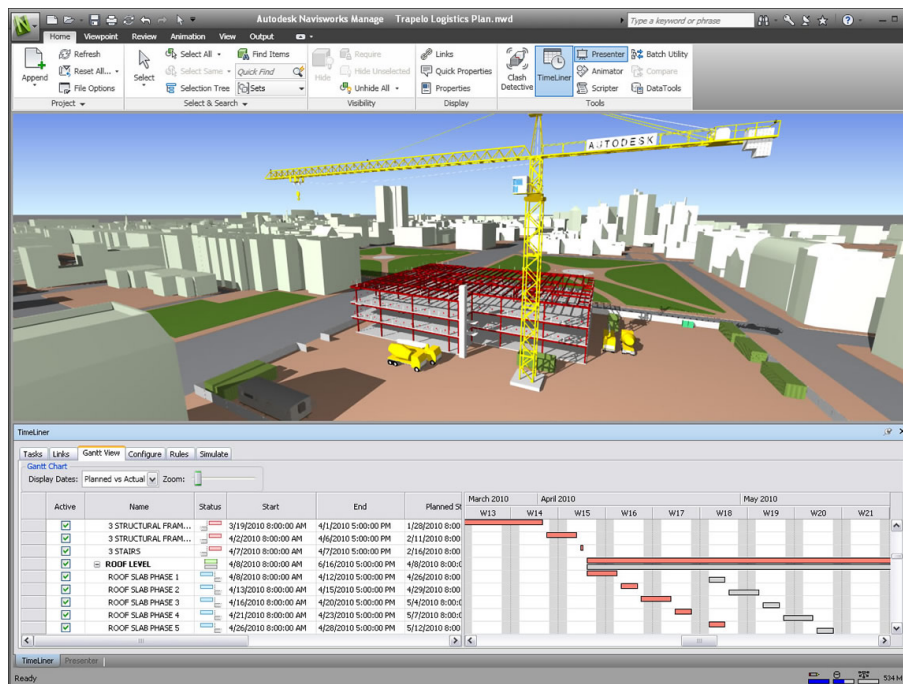 Autodesk Navisworks Manage Trapelo Logistics Plan.nwd
Type a keyword or phrase
Home Viewpoint Review Animation View Output
Append
Refresh
Reset All...
File Options
Project
Select
Select All
Select Same
Selection Tree
Find Items
Quick Find
Sets
Select & Search
Hide
Require
Hide Unselected
Unhide All
Visibility
Links
Quick Properties
Properties
Display
Clash Detective
TimeLiner
Presenter
Animator
Scripter
Batch Utility
Compare
DataTools
Tools
AUTODESK
TimeLiner
Tasks Links Gantt View Configure Rules Simulate
Gantt Chart
Display Dates: Planned vs Actual Zoom:
Active Name Status Start End Planned St
March 2010 April 2010 May 2010
W13 W14 W15 W16 W17 W18 W19 W20 W21
3 STRUCTURAL FRAM... 3/19/2010 8:00:00 AM 4/1/2010 5:00:00 PM 1/28/2010 8:00
3 STRUCTURAL FRAM... 4/2/2010 8:00:00 AM 4/6/2010 5:00:00 PM 2/11/2010 8:00
3 STAIRS 4/7/2010 8:00:00 AM 4/7/2010 5:00:00 PM 2/16/2010 8:00
ROOF LEVEL 4/8/2010 8:00:00 AM 6/16/2010 5:00:00 PM 4/8/2010 8:00:0
ROOF SLAB PHASE 1 4/8/2010 8:00:00 AM 4/12/2010 5:00:00 PM 4/26/2010 8:00
ROOF SLAB PHASE 2 4/13/2010 8:00:00 AM 4/15/2010 5:00:00 PM 4/29/2010 8:00
ROOF SLAB PHASE 3 4/16/2010 8:00:00 AM 4/20/2010 5:00:00 PM 5/4/2010 8:00:0
ROOF SLAB PHASE 4 4/21/2010 8:00:00 AM 4/23/2010 5:00:00 PM 5/7/2010 8:00:0
ROOF SLAB PHASE 5 4/26/2010 8:00:00 AM 4/28/2010 5:00:00 PM 5/12/2010 8:00
TimeLiner Presenter
Ready
534 M